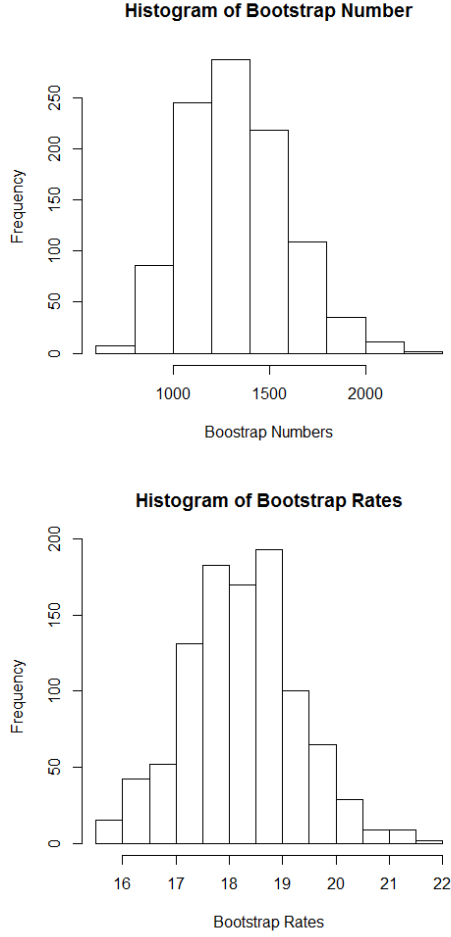 Histogram of Bootstrap Number
Frequency
0 50 100 150 200 250
1000 1500 2000
Boostrap Numbers
Histogram of Bootstrap Rates
Frequency
0 50 100 150 200
16 17 18 19 20 21 22
Bootstrap Rates